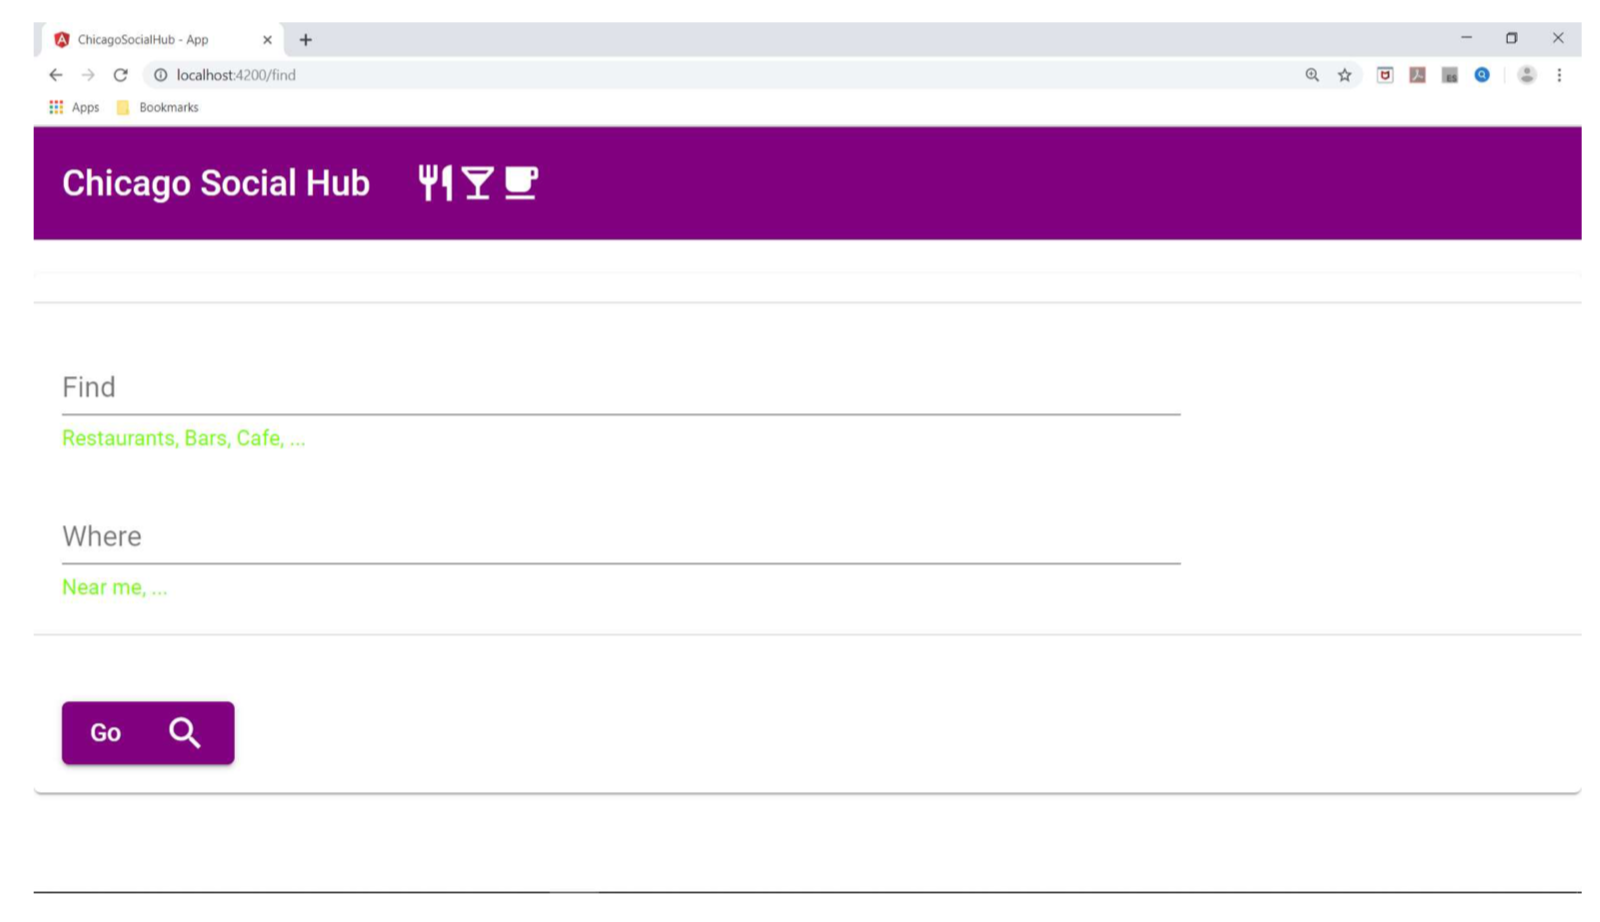 ChicagoSocialHub - App
localhost:4200/find
Apps Bookmarks
Chicago Social Hub
Find
Restaurants, Bars, Cafe, ...
Where
Near me, ...
Go